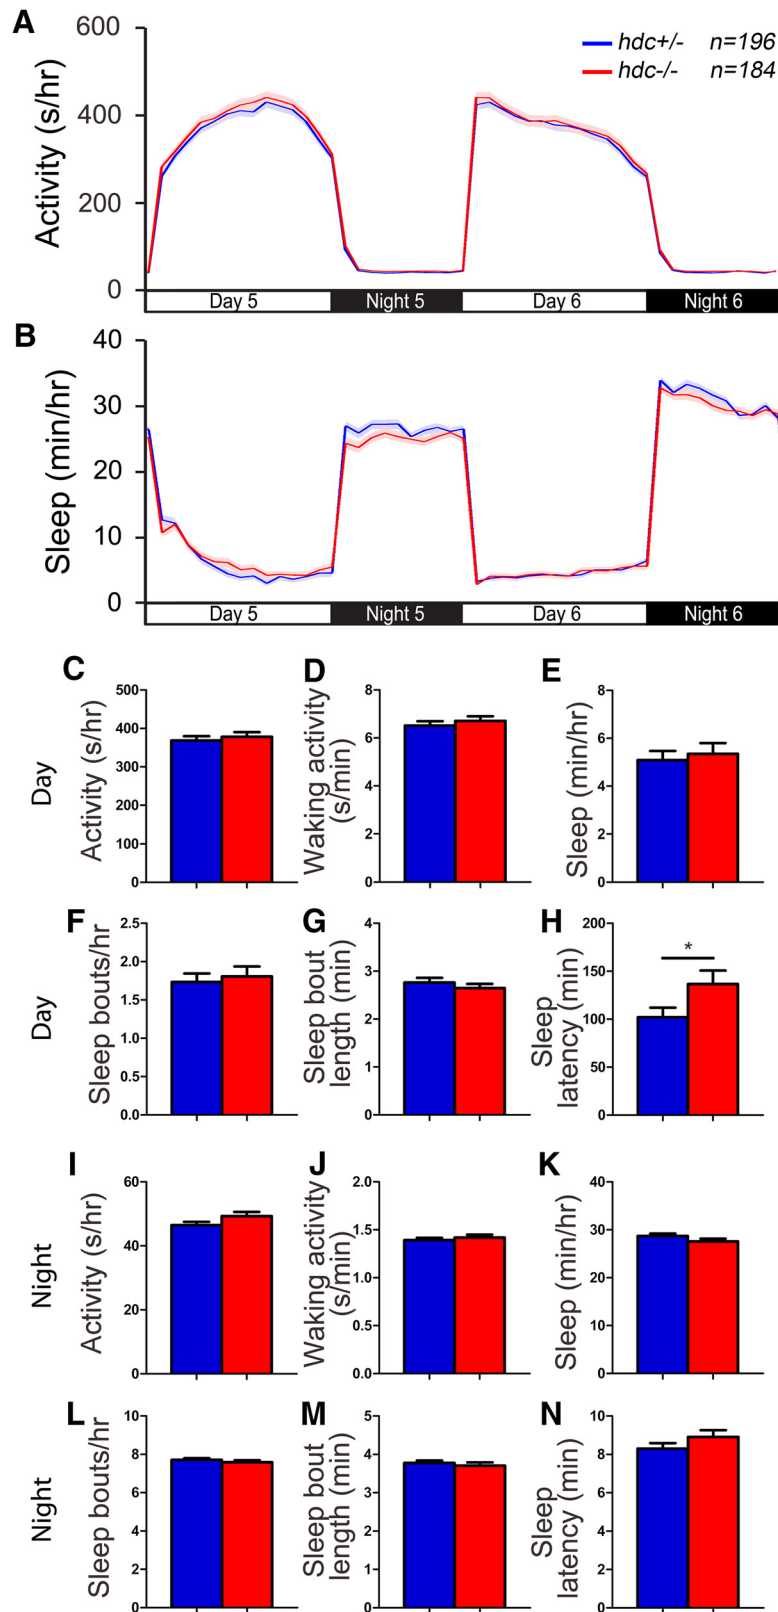 A
600
400
200
0
Activity (s/hr)
hdc+/- n=196
hdc-/- n=184
Day 5 Night 5 Day 6 Night 6
B
40
30
20
10
0
Sleep (min/hr)
Day 5 Night 5 Day 6 Night 6
Day
C
500
400
300
200
100
0
Activity (s/hr)
D
8
6
4
2
0
Waking activity
(s/min)
E
8
6
4
2
0
Sleep (min/hr)
Day
F
2.5
2.0
1.5
1.0
0.5
0.0
Sleep bouts/hr
G
4
3
2
1
0
Sleep bout
length (min)
H
200
150
100
50
0
Sleep
latency (min)
*
Night
I
60
40
20
0
Activity (s/hr)
J
2.0
1.5
1.0
0.5
0.0
Waking activity
(s/min)
K
40
30
20
10
0
Sleep (min/hr)
Night
L
10
8
6
4
2
0
Sleep bouts/hr
M
5
4
3
2
1
0
Sleep bout
length (min)
N
10
8
6
4
2
0
Sleep
latency (min)